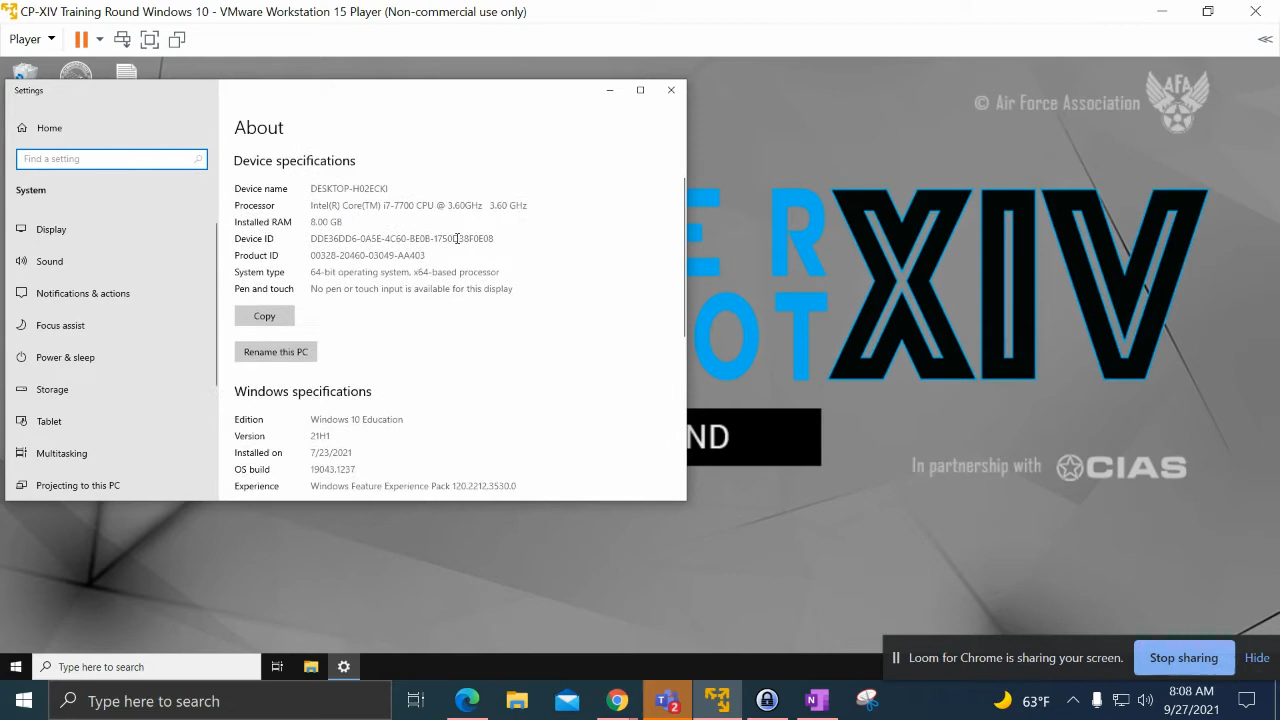 CP-XIV Training Round Windows 10 - VMware Workstation 15 Player (Non-commercial use only)
Player
© Air Force Association
AFA
Settings
Home
Find a setting
System
Display
Sound
Notifications & actions
Focus assist
Power & sleep
Storage
Tablet
Multitasking
Projecting to this PC
About
Device specifications
Device name DESKTOP-H02ECKI
Processor Intel(R) Core(TM) i7-7700 CPU @ 3.60GHz 3.60 GHz
Installed RAM 8.00 GB
Device ID
Product ID 00328-20460-03049-AA403
System type 64-bit operating system, x64-based processor
Pen and touch No pen or touch input is available for this display
Copy
Rename this PC
Windows specifications
Edition Windows 10 Education
Version 21H1
Installed on 7/23/2021
OS build 19043.1237
Experience Windows Feature Experience Pack 120.2212.3530.0
E R
OT
XIV
ND
In partnership with CIAS
Type here to search
Loom for Chrome is sharing your screen.
Stop sharing
Hide
Type here to search
2
63°F
8:08 AM
9/27/2021